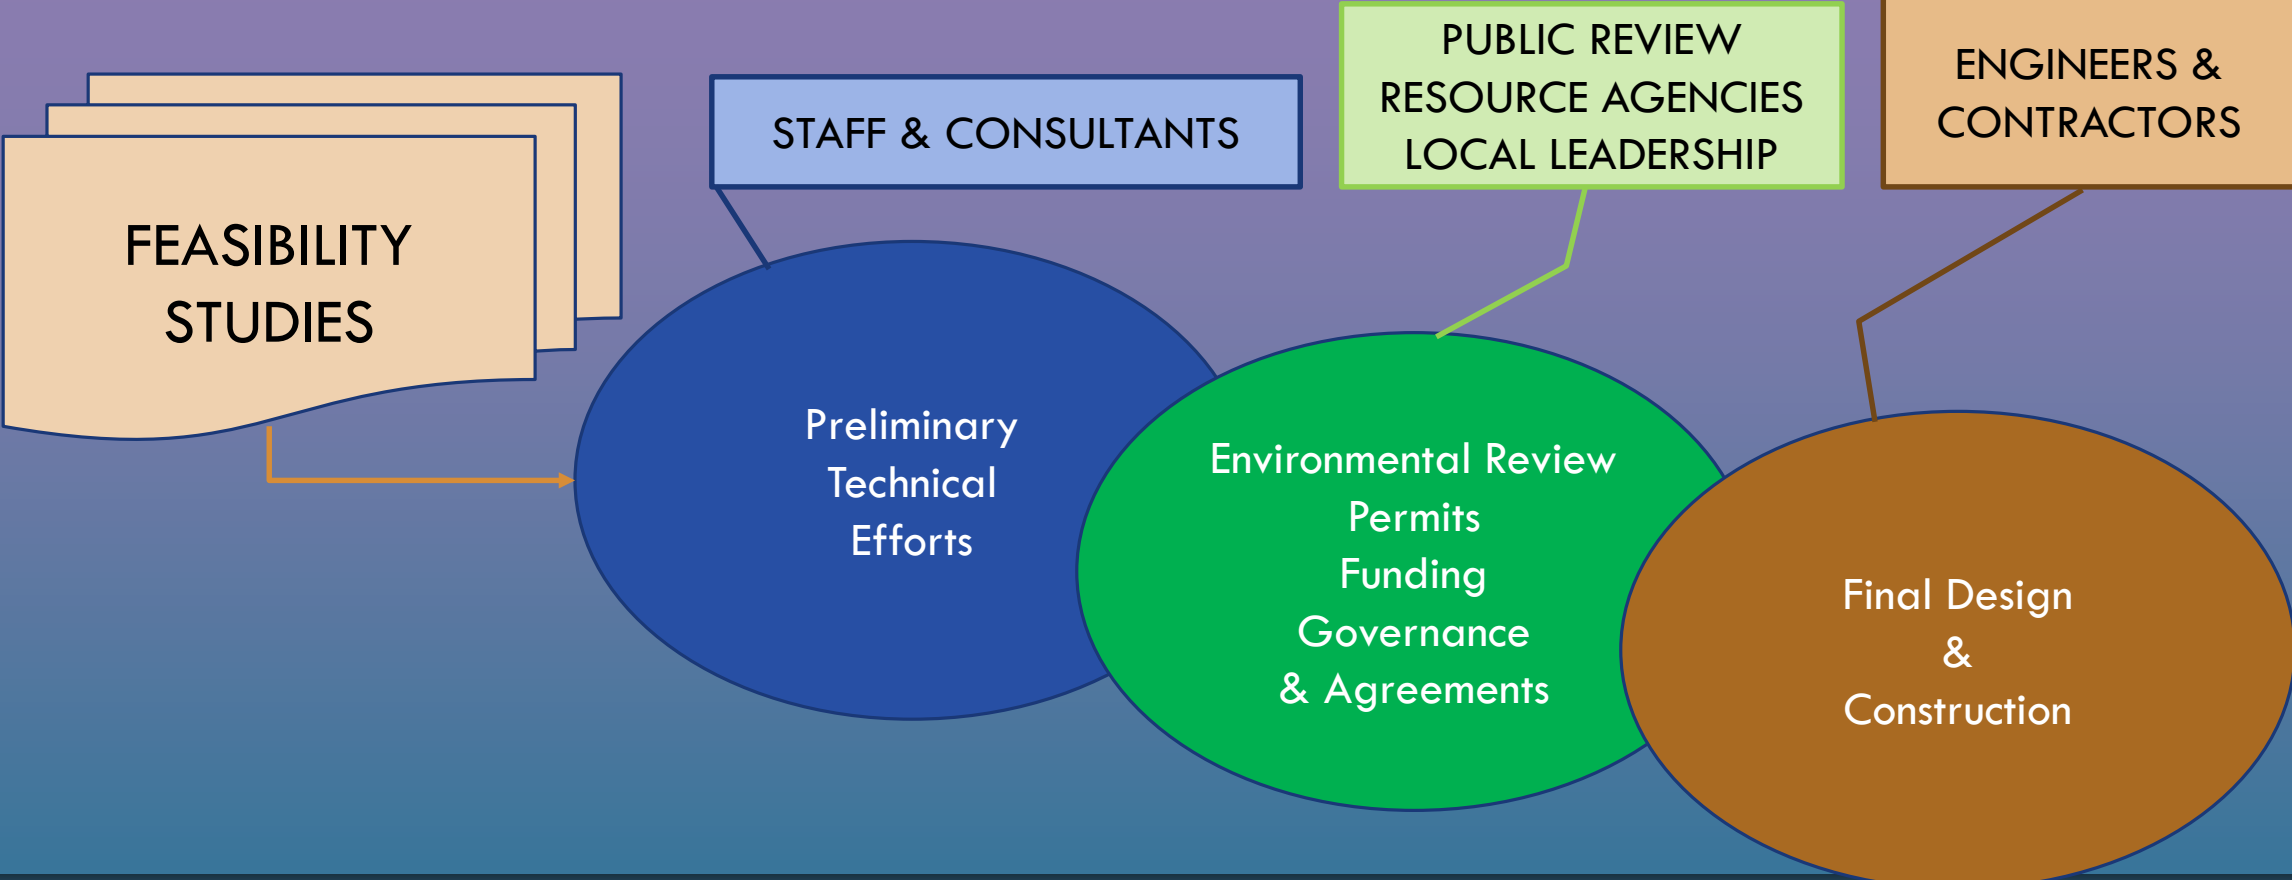 FEASIBILITY
STUDIES
STAFF & CONSULTANTS
PUBLIC REVIEW
RESOURCE AGENCIES
LOCAL LEADERSHIP
ENGINEERS &
CONTRACTORS
Preliminary
Technical
Efforts
Environmental Review
Permits
Funding
Governance
& Agreements
Final Design
&
Construction